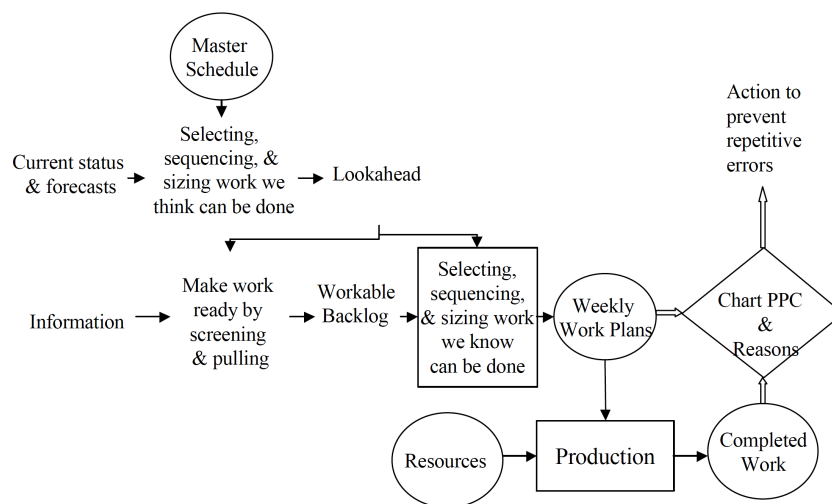 Master
Schedule
Action to
prevent
repetitive
errors
Current status
& forecasts
Selecting,
sequencing, &
sizing work we
think can be done
Lookahead
Information
Make work
ready by
screening
& pulling
Workable
Backlog
Selecting,
sequencing,
& sizing work
we know
can be done
Weekly
Work Plans
Chart PPC
&
Reasons
Resources
Production
Completed
Work